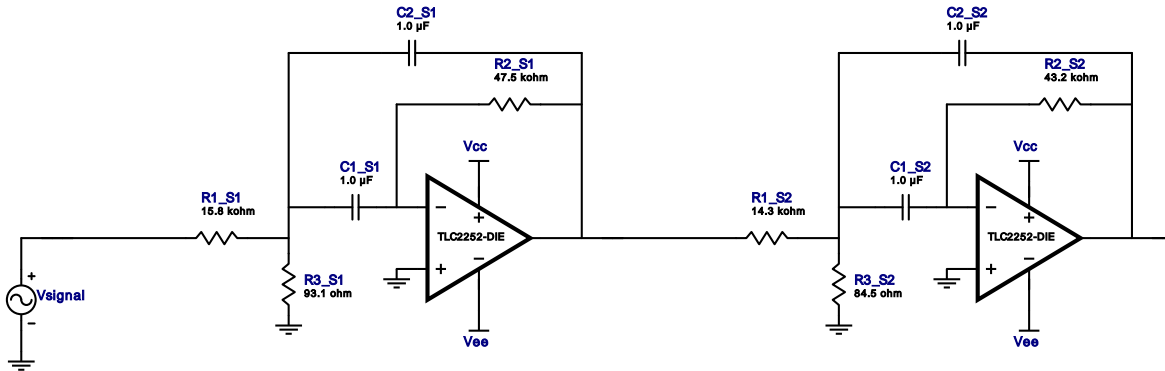 C2_S1
1.0 µF
C2_S2
1.0 µF
R2_S1
47.5 kohm
R2_S2
43.2 kohm
Vcc
Vcc
C1_S1
1.0 µF
C1_S2
1.0 µF
R1_S1
15.8 kohm
R1_S2
14.3 kohm
−
+
TLC2252-DIE
−
+
−
+
TLC2252-DIE
−
+
+
Vsignal
−
R3_S1
93.1 ohm
R3_S2
84.5 ohm
Vee
Vee